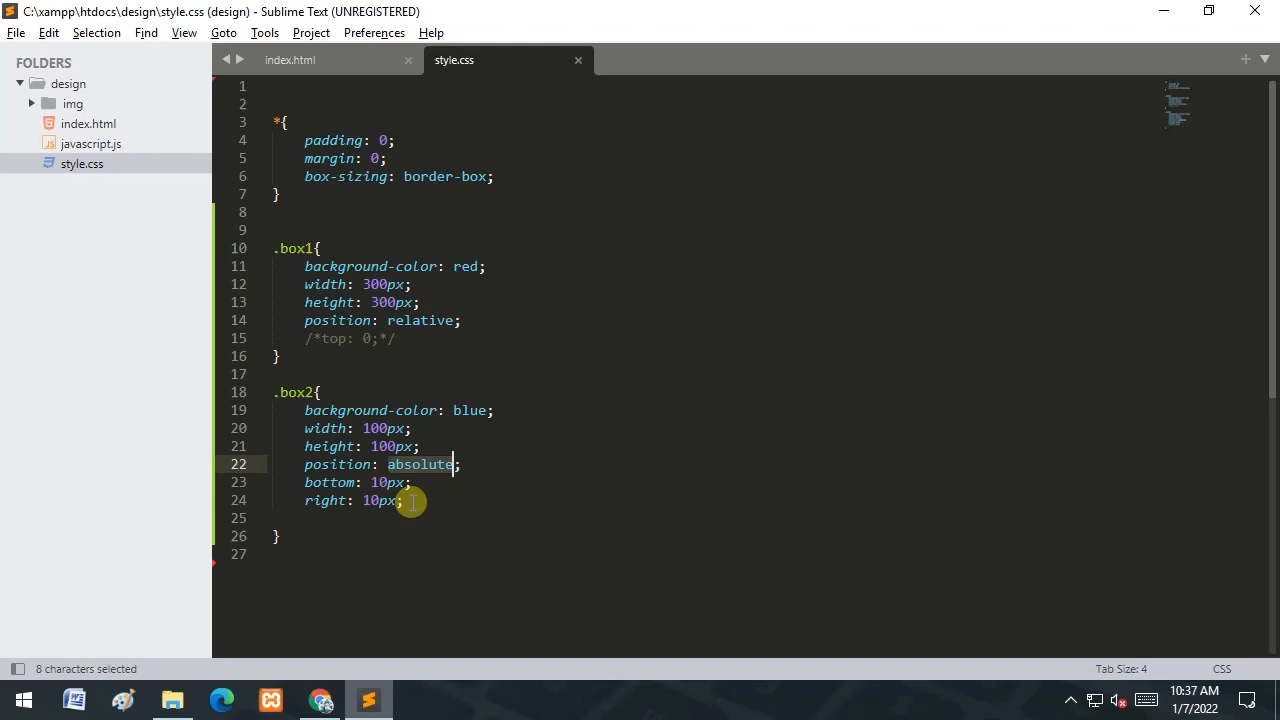 C:\xampp\htdocs\design\style.css (design) - Sublime Text (UNREGISTERED)
File Edit Selection Find View Goto Tools Project Preferences Help
FOLDERS
design
img
index.html
javascript.js
style.css
index.html style.css
1
2
3 *{
4 padding: 0;
5 margin: 0;
6 box-sizing: border-box;
7 }
8
9
10 .box1{
11 background-color: red;
12 width: 300px;
13 height: 300px;
14 position: relative;
15 /*top: 0;*/
16 }
17
18 .box2{
19 background-color: blue;
20 width: 100px;
21 height: 100px;
22 position: absolute;
23 bottom: 10px;
24 right: 10px;
25
26 }
27
8 characters selected Tab Size: 4 CSS
10:37 AM
1/7/2022